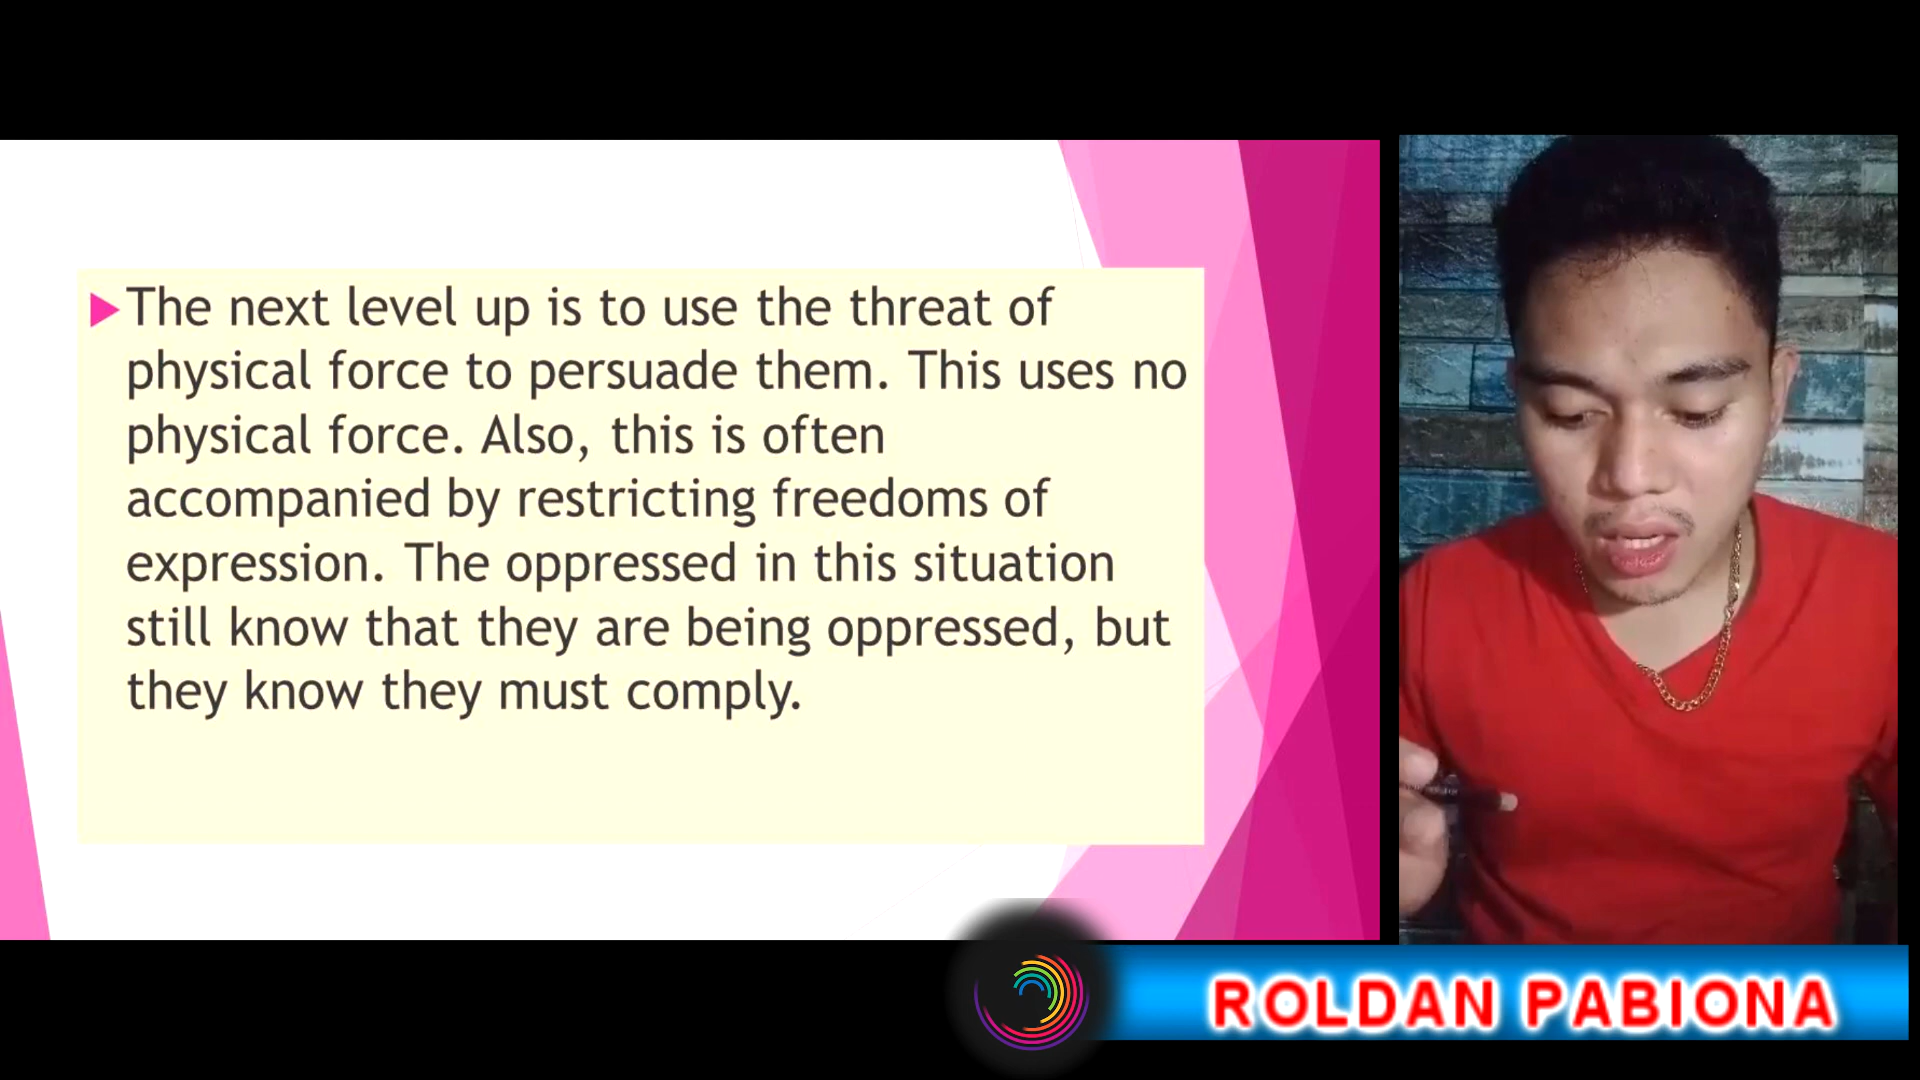 The next level up is to use the threat of
physical force to persuade them. This uses no
physical force. Also, this is often
accompanied by restricting freedoms of
expression. The oppressed in this situation
still know that they are being oppressed, but
they know they must comply.
ROLDAN PABIONA